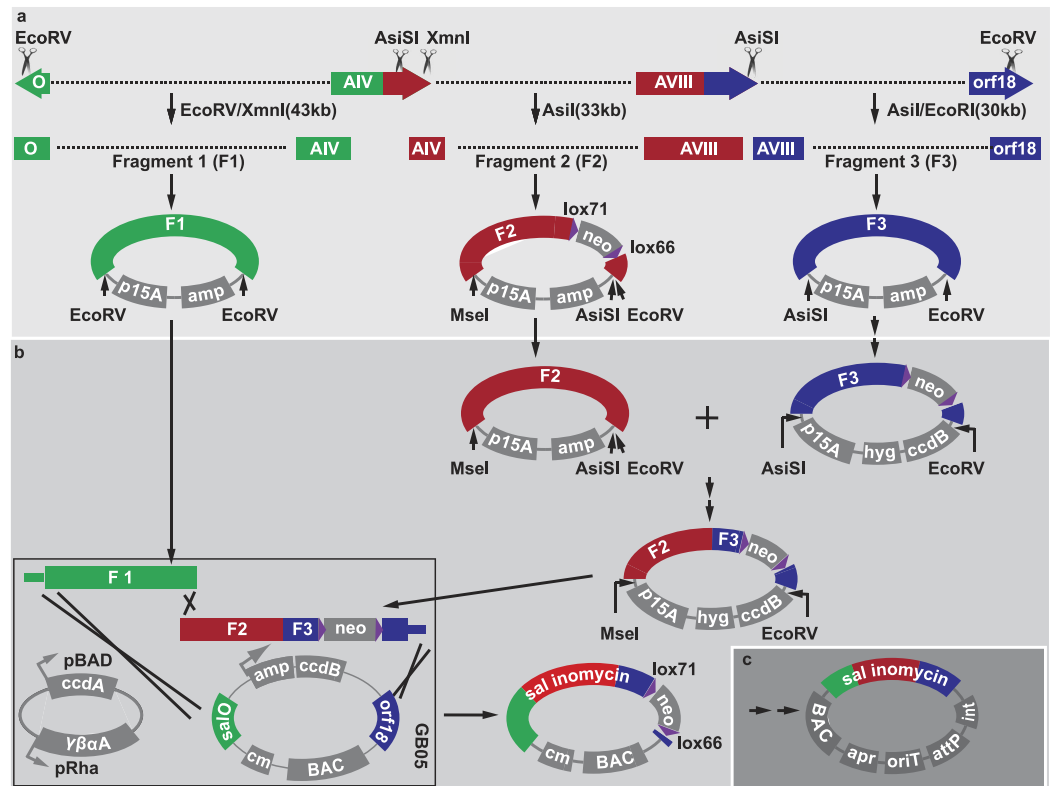 a
EcoRV
AsiSI XmnI
AsiSI
EcoRV
O
AIV
AVIII
orf18
EcoRV/XmnI(43kb)
AsiI(33kb)
AsiI/EcoRI(30kb)
O
AIV
AIV
AVIII
AVIII
orf18
Fragment 1 (F1)
Fragment 2 (F2)
Fragment 3 (F3)
F1
p15A
amp
EcoRV
EcoRV
F2
lox71
neo
lox66
p15A
amp
MseI
AsiSI
EcoRV
F3
p15A
amp
AsiSI
EcoRV
b
F2
p15A
amp
MseI
AsiSI
EcoRV
+
F3
neo
p15A
hyg
ccdB
AsiSI
EcoRV
F2
F3
neo
p15A
hyg
ccdB
MseI
EcoRV
F 1
F2
F3
neo
pBAD
ccdA
γβαA
pRha
amp
ccdB
salO
orf18
cm
BAC
GB05
sal inomycin
lox71
neo
lox66
cm
BAC
c
sal inomycin
BAC
apr
oriT
attP
int